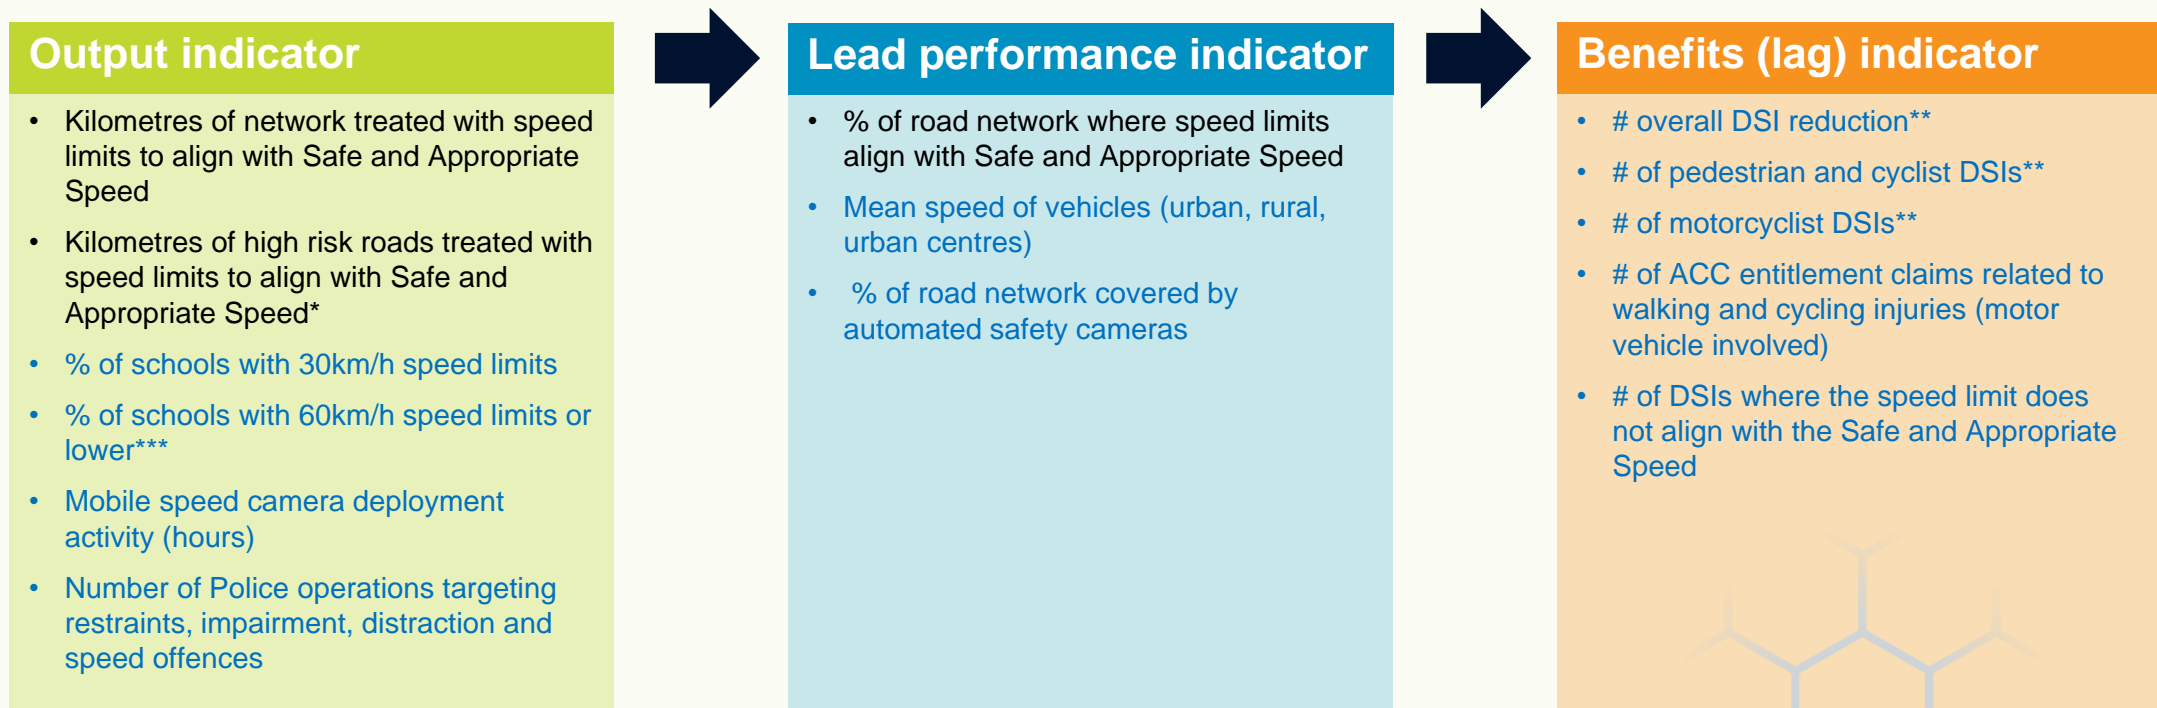 Output indicator
• Kilometres of network treated with speed
limits to align with Safe and Appropriate
Speed
• Kilometres of high risk roads treated with
speed limits to align with Safe and
Appropriate Speed*
• % of schools with 30km/h speed limits
• % of schools with 60km/h speed limits or
lower***
• Mobile speed camera deployment
activity (hours)
• Number of Police operations targeting
restraints, impairment, distraction and
speed offences
Lead performance indicator
• % of road network where speed limits
align with Safe and Appropriate Speed
• Mean speed of vehicles (urban, rural,
urban centres)
• % of road network covered by
automated safety cameras
Benefits (lag) indicator
• # overall DSI reduction**
• # of pedestrian and cyclist DSIs**
• # of motorcyclist DSIs**
• # of ACC entitlement claims related to
walking and cycling injuries (motor
vehicle involved)
• # of DSIs where the speed limit does
not align with the Safe and Appropriate
Speed